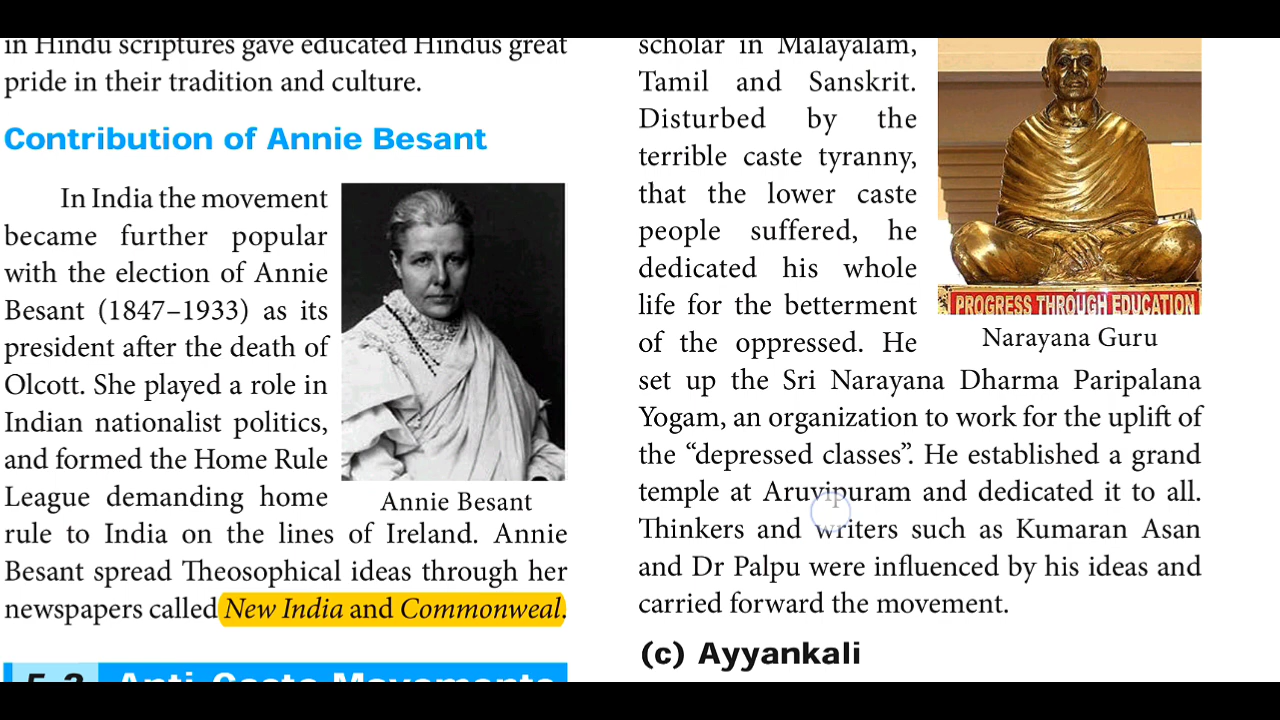 in Hindu scriptures gave educated Hindus great
pride in their tradition and culture.
Contribution of Annie Besant
In India the movement
became further popular
with the election of Annie
Besant (1847–1933) as its
president after the death of
Olcott. She played a role in
Indian nationalist politics,
and formed the Home Rule
League demanding home
rule to India on the lines of Ireland. Annie
Besant spread Theosophical ideas through her
newspapers called New India and Commonweal.
Annie Besant
5.3 Anti-Caste Movements
scholar in Malayalam,
Tamil and Sanskrit.
Disturbed by the
terrible caste tyranny,
that the lower caste
people suffered, he
dedicated his whole
life for the betterment
of the oppressed. He
set up the Sri Narayana Dharma Paripalana
Yogam, an organization to work for the uplift of
the “depressed classes”. He established a grand
temple at Aruvipuram and dedicated it to all.
Thinkers and writers such as Kumaran Asan
and Dr Palpu were influenced by his ideas and
carried forward the movement.
PROGRESS THROUGH EDUCATION
Narayana Guru
(c) Ayyankali